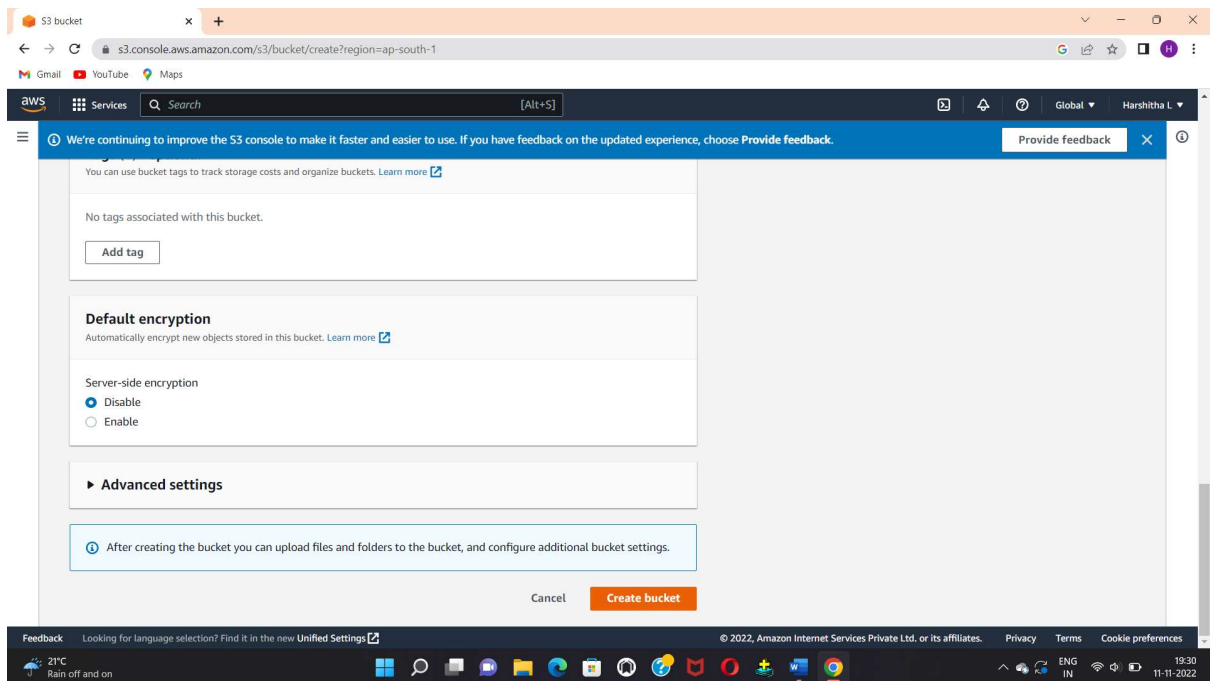 S3 bucket
s3.console.aws.amazon.com/s3/bucket/create?region=ap-south-1
G
H
Gmail YouTube Maps
aws Services Search [Alt+S] Global Harshitha L
We're continuing to improve the S3 console to make it faster and easier to use. If you have feedback on the updated experience, choose Provide feedback.
Provide feedback
You can use bucket tags to track storage costs and organize buckets. Learn more
No tags associated with this bucket.
Add tag
Default encryption
Automatically encrypt new objects stored in this bucket. Learn more
Server-side encryption
Disable
Enable
Advanced settings
After creating the bucket you can upload files and folders to the bucket, and configure additional bucket settings.
Cancel Create bucket
Feedback Looking for language selection? Find it in the new Unified Settings © 2022, Amazon Internet Services Private Ltd. or its affiliates. Privacy Terms Cookie preferences
21°C
Rain off and on
ENG
IN
19:30
11-11-2022